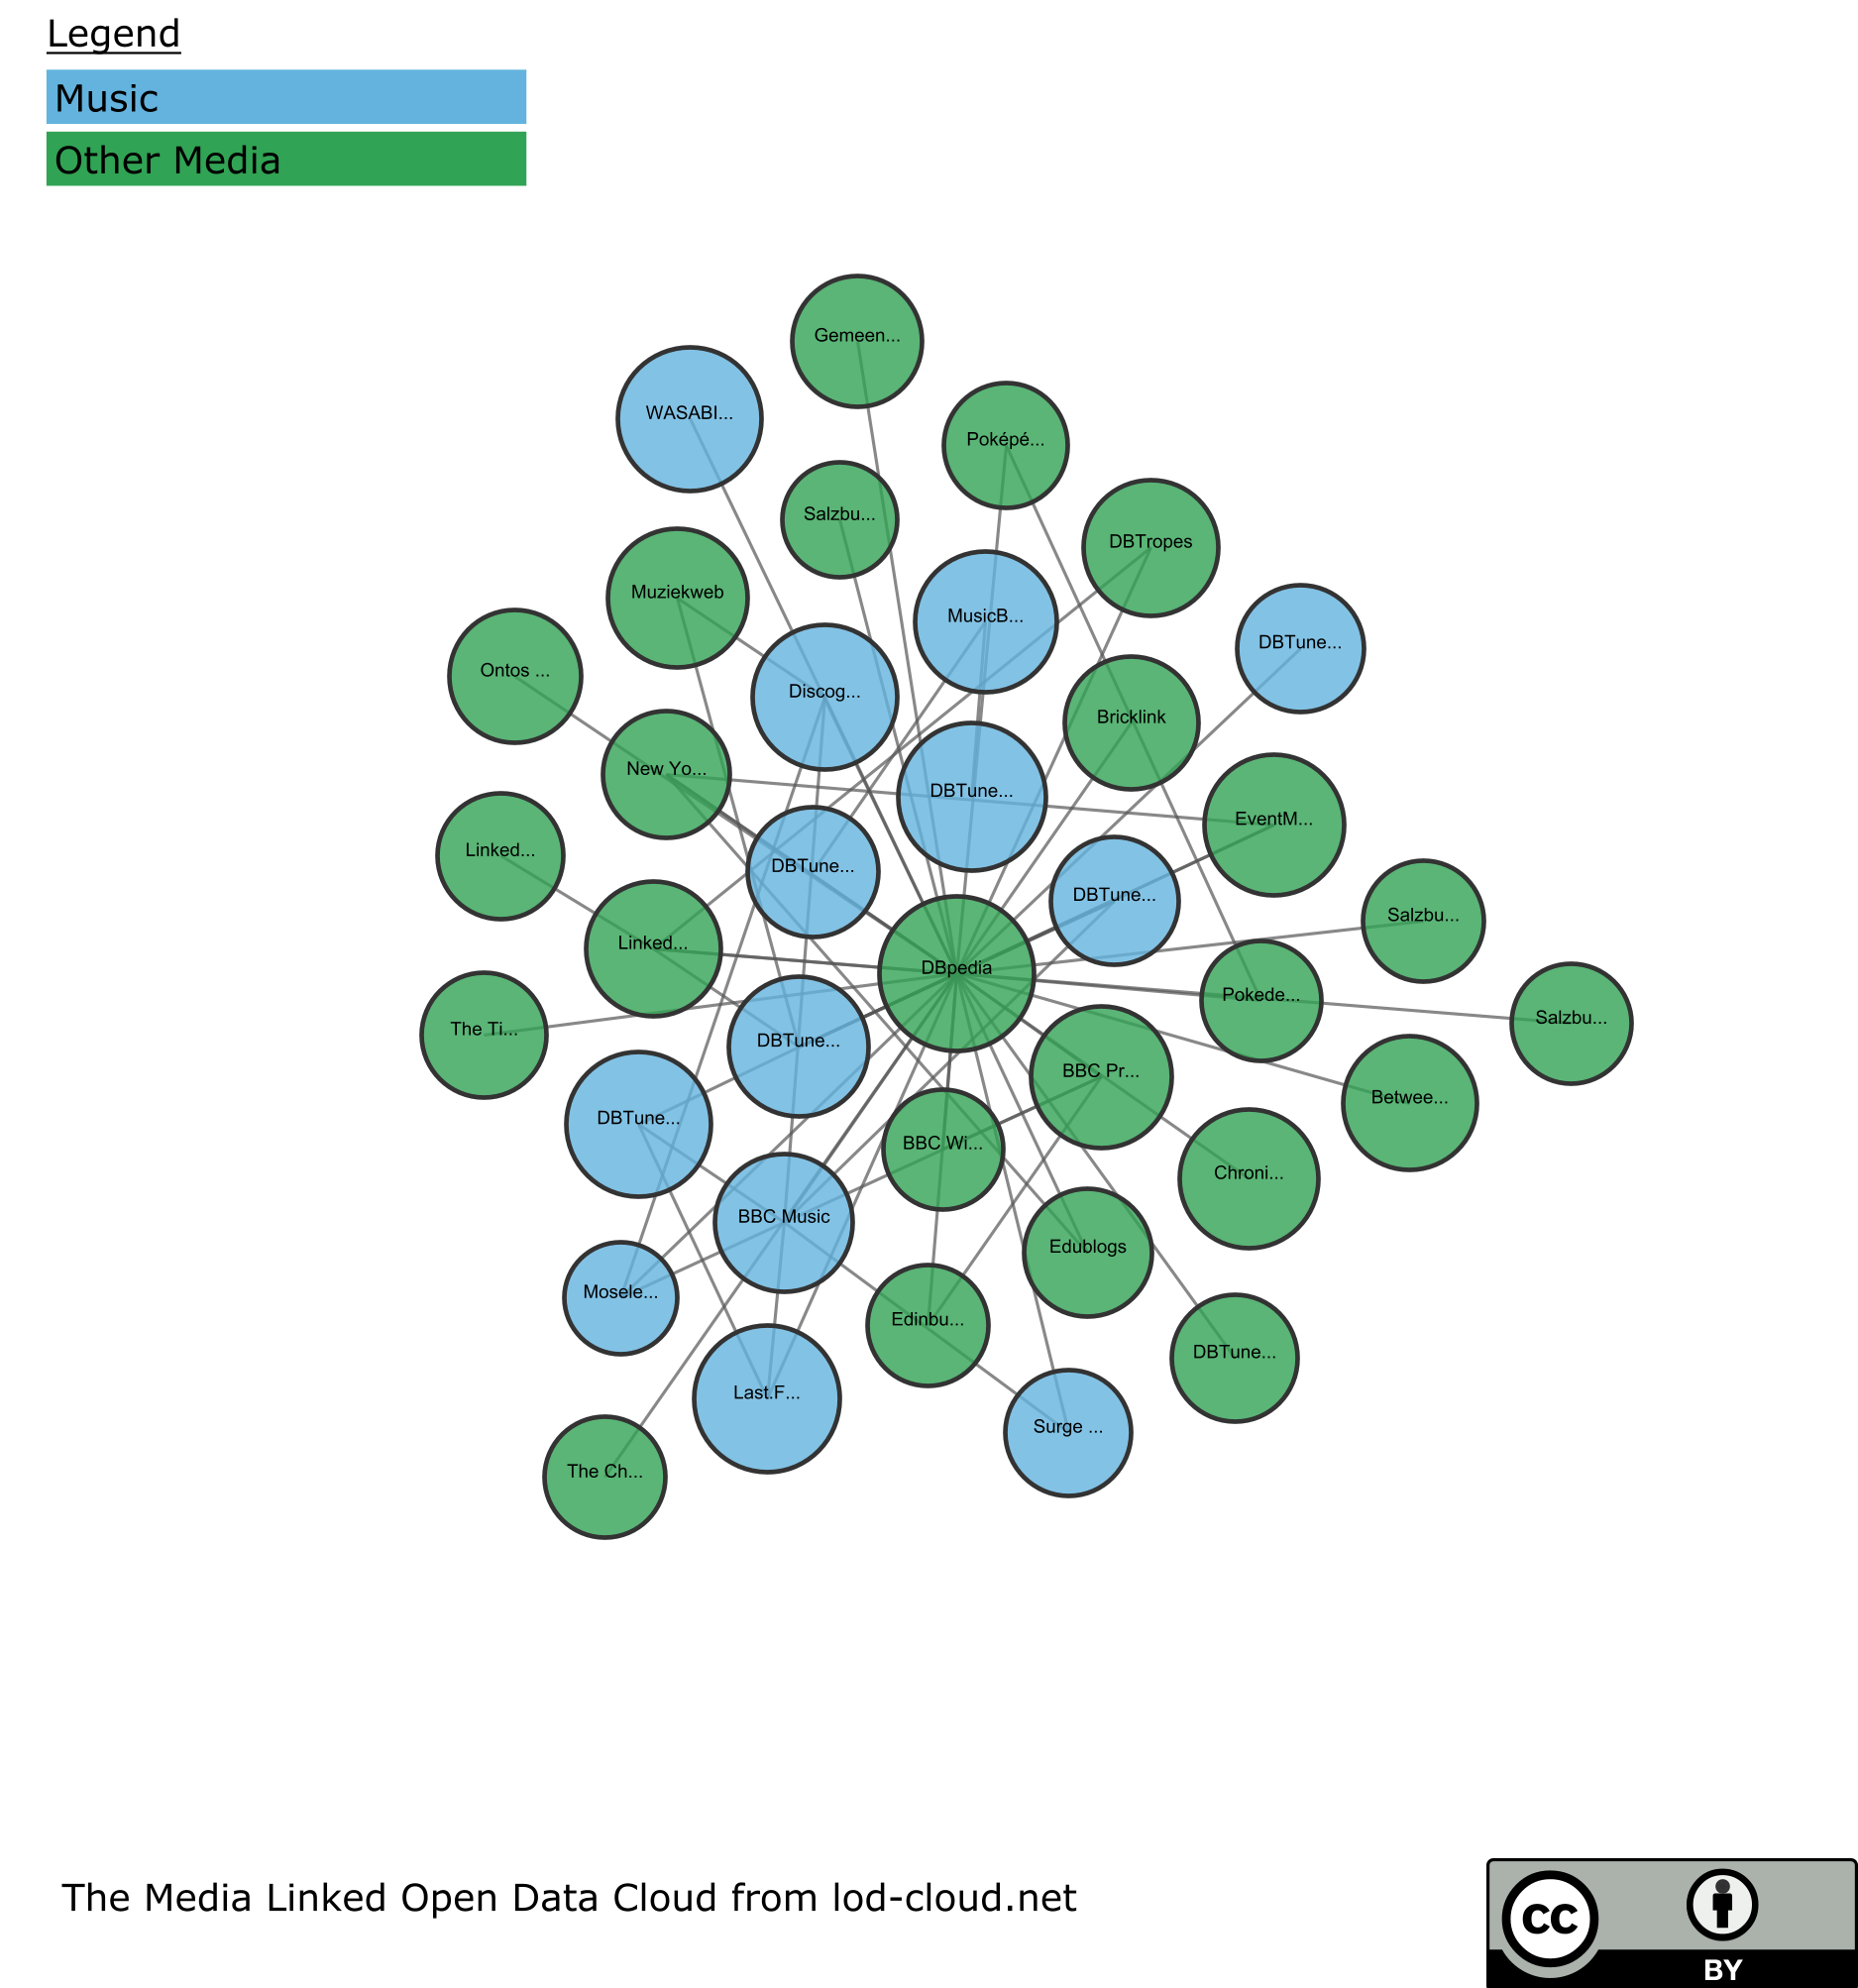 Legend
Music
Other Media
Gemeen...
WASABI...
Poképé...
Salzbu...
DBTropes
Muziekweb
MusicB...
DBTune...
Ontos ...
Discog...
Bricklink
New Yo...
DBTune...
EventM...
Linked...
DBTune...
DBTune...
Salzbu...
Linked...
DBpedia
Pokede...
Salzbu...
The Ti...
DBTune...
BBC Pr...
Betwee...
DBTune...
BBC Wi...
Chroni...
BBC Music
Edublogs
Mosele...
Edinbu...
DBTune...
Last.F...
Surge ...
The Ch...
The Media Linked Open Data Cloud from lod-cloud.net
cc
BY